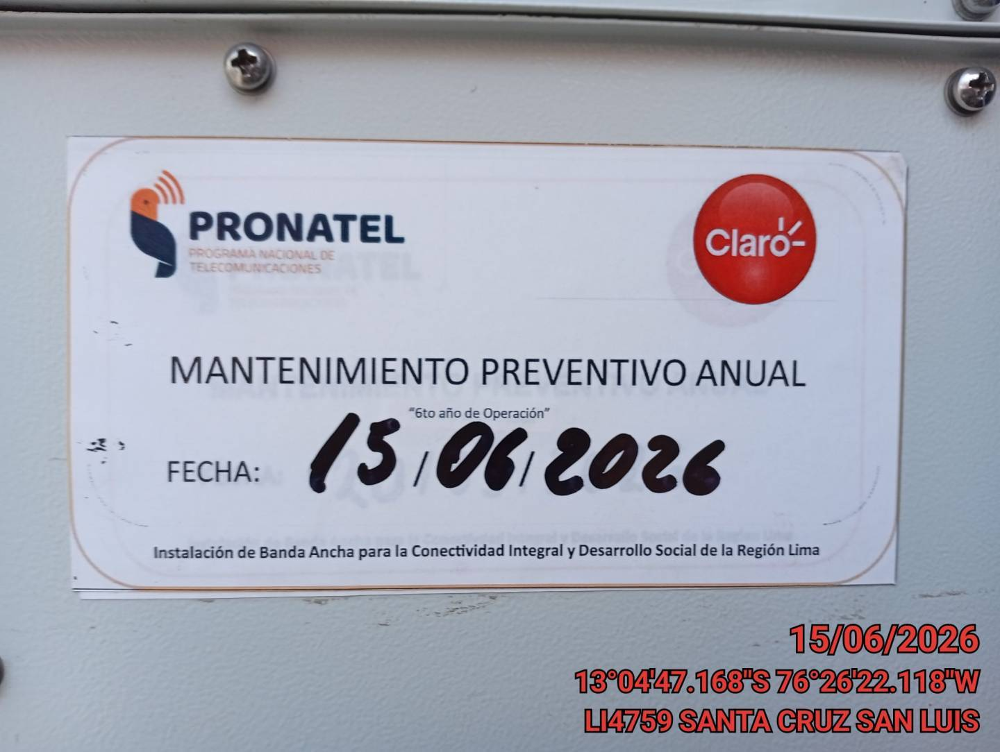 PRONATEL
PROGRAMA NACIONAL DE
TELECOMUNICACIONES
Claro
MANTENIMIENTO PREVENTIVO ANUAL
“6to año de Operación”
FECHA: 15/06/2026
Instalación de Banda Ancha para la Conectividad Integral y Desarrollo Social de la Región Lima
15/06/2026
13°04'47.168"S 76°26'22.118"W
LI4759 SANTA CRUZ SAN LUIS